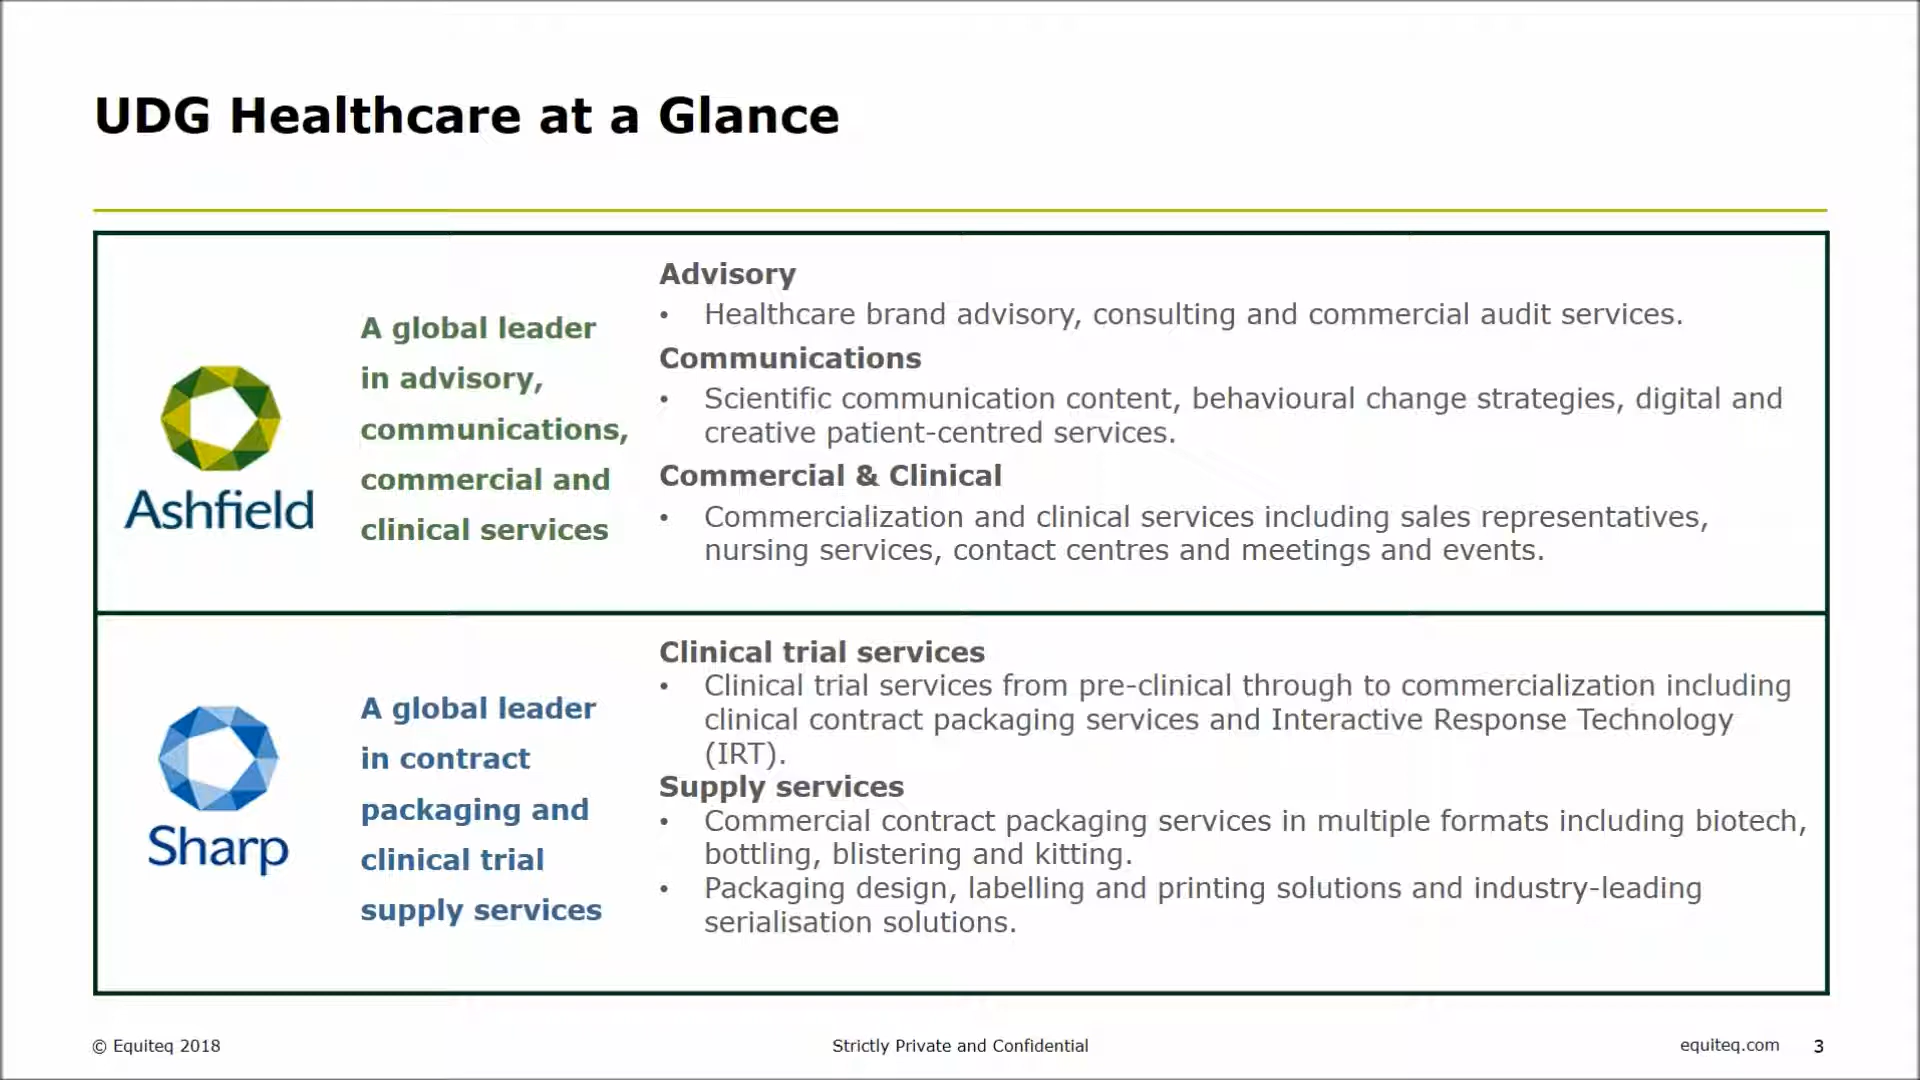 UDG Healthcare at a Glance
Ashfield
A global leader
in advisory,
communications,
commercial and
clinical services
Advisory
• Healthcare brand advisory, consulting and commercial audit services.
Communications
• Scientific communication content, behavioural change strategies, digital and
creative patient-centred services.
Commercial & Clinical
• Commercialization and clinical services including sales representatives,
nursing services, contact centres and meetings and events.
Sharp
A global leader
in contract
packaging and
clinical trial
supply services
Clinical trial services
• Clinical trial services from pre-clinical through to commercialization including
clinical contract packaging services and Interactive Response Technology
(IRT).
Supply services
• Commercial contract packaging services in multiple formats including biotech,
bottling, blistering and kitting.
• Packaging design, labelling and printing solutions and industry-leading
serialisation solutions.
© Equiteq 2018
Strictly Private and Confidential
equiteq.com 3